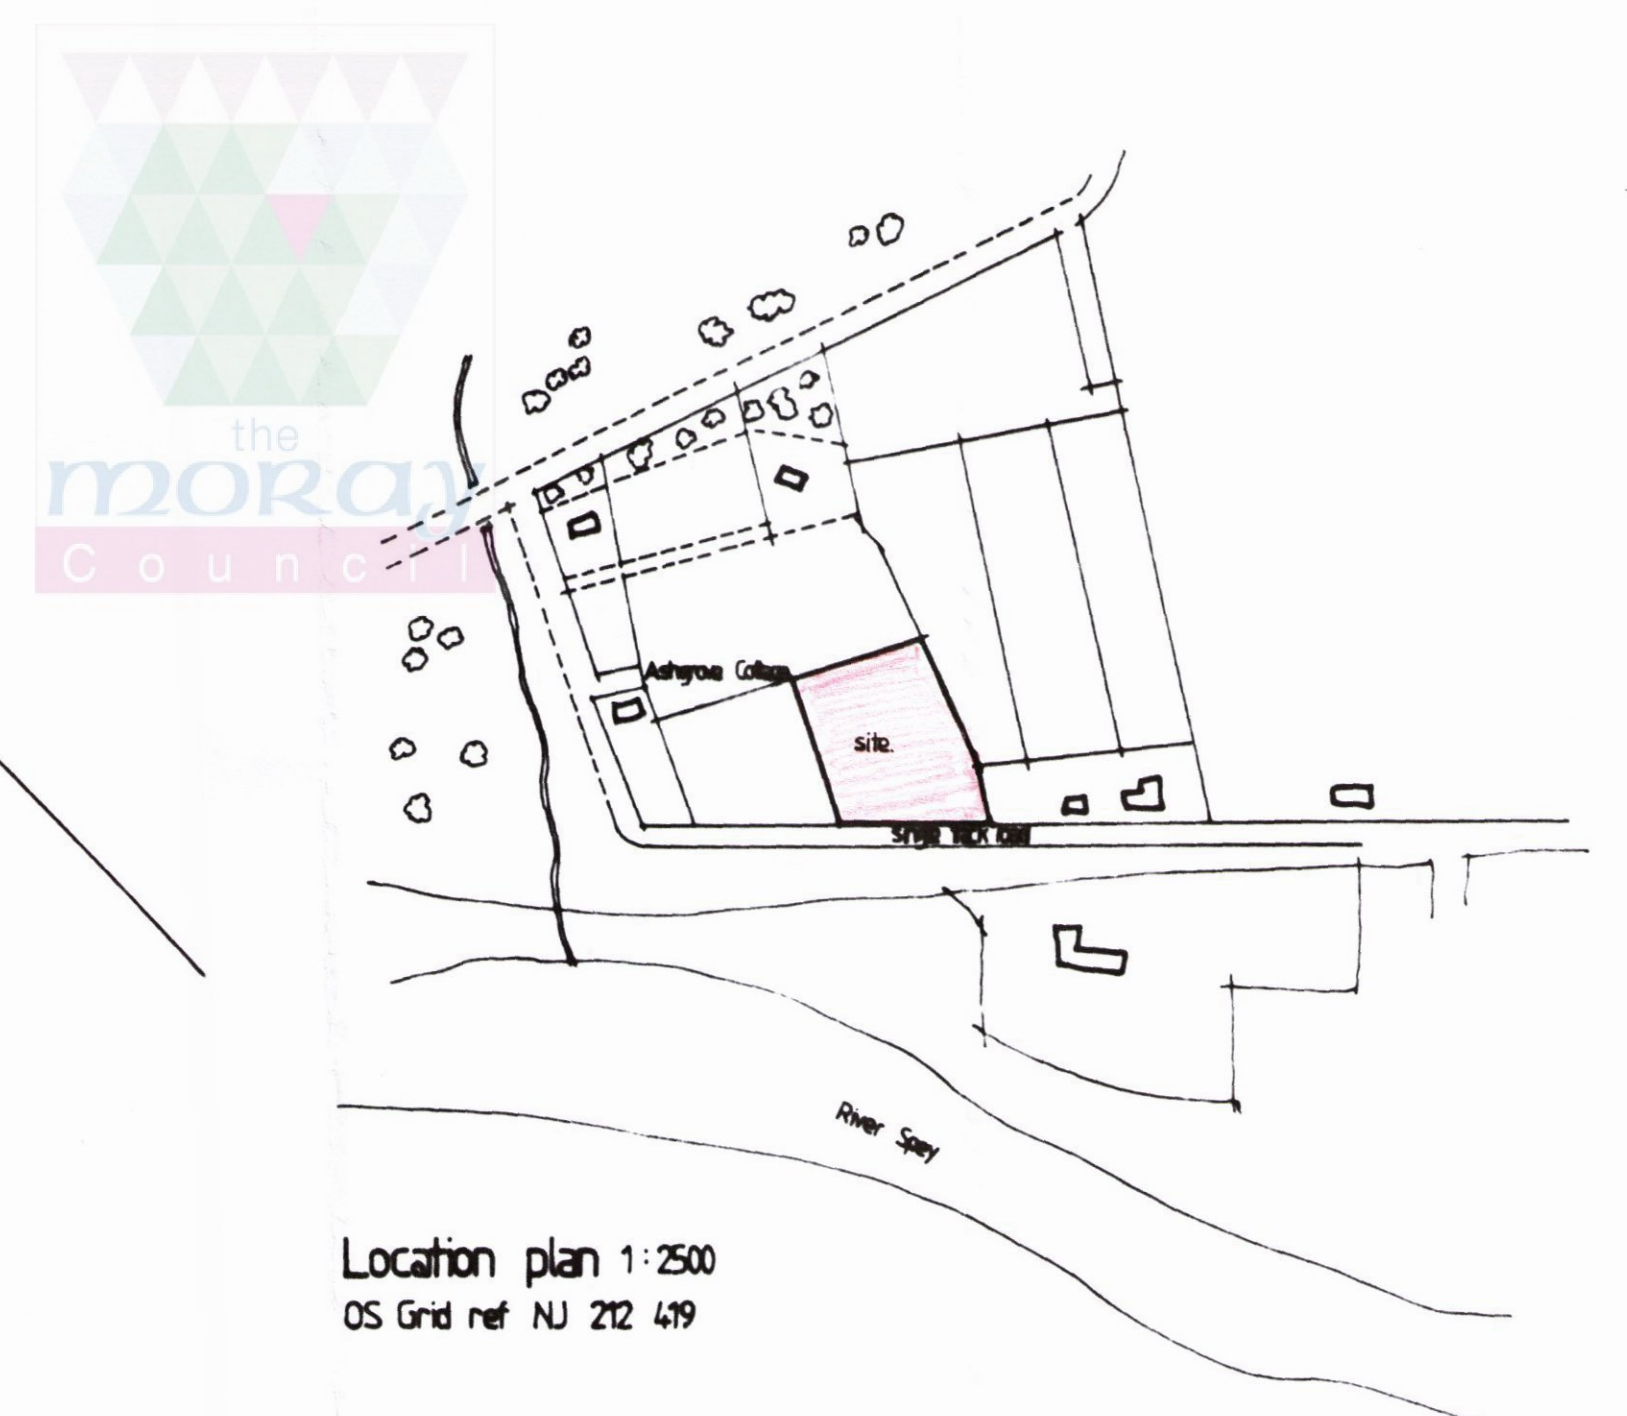 the
moray
Council
Ashgrove Cottage
site.
single track road
River Spey
Location plan 1:2500
OS Grid ref NJ 212 419